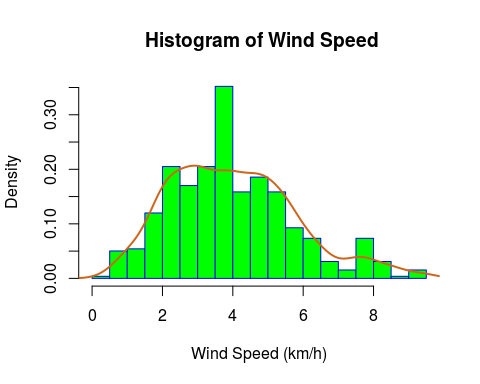 Histogram of Wind Speed
Density
0.30
0.20
0.10
0.00
0 2 4 6 8
Wind Speed (km/h)